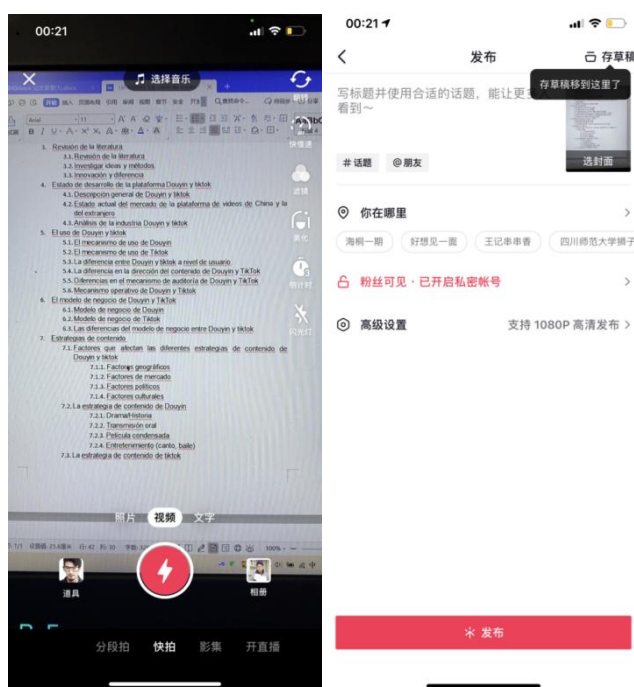 00:21
选择音乐
快慢速
滤镜
美化
倒计时
闪光灯
3. Revisión de la literatura
3.1. Revisión de la literatura
3.2. Investigar ideas y métodos
3.3. Innovación y diferencia
4. Estado de desarrollo de la plataforma Douyin y tiktok
4.1. Descripción general de Douyin y tiktok
4.2. Estado actual del mercado de la plataforma de videos de China y la
del extranjero
4.3. Análisis de la industria Douyin y tiktok
5. El uso de Douyin y tiktok
5.1. El mecanismo de uso de Douyin
5.2. El mecanismo de uso de Tiktok
5.3. La diferencia entre Douyin y tiktok a nivel de usuario
5.4. La diferencia en la dirección del contenido de Douyin y TikTok
5.5. Diferencias en el mecanismo de auditoría de Douyin y TikTok
5.6. Mecanismo operativo de Douyin y TikTok
6. El modelo de negocio de Douyin y TikTok
6.1. Modelo de negocio de Douyin
6.2. Modelo de negocio de Tiktok
6.3. Las diferencias del modelo de negocio entre Douyin y tiktok
7. Estrategias de contenido
7.1. Factores que afectan las diferentes estrategias de contenido de
Douyin y tiktok
7.1.1. Factores geográficos
7.1.2. Factores de mercado
7.1.3. Factores políticos
7.1.4. Factores culturales
7.2. La estrategia de contenido de Douyin
7.2.1. Drama/Historia
7.2.2. Transmisión oral
7.2.3. Película condensada
7.2.4. Entretenimiento (canto, baile)
7.3. La estrategia de contenido de tiktok
照片 视频 文字
道具
相册
分段拍 快拍 影集 开直播
00:21
发布
存草稿
存草稿移到这里了
写标题并使用合适的话题，能让更多人
看到～
选封面
#话题 @朋友
你在哪里
海桐一期 好想见一面 王记串串香 四川师范大学狮子
粉丝可见·已开启私密帐号
高级设置 支持 1080P 高清发布
发布